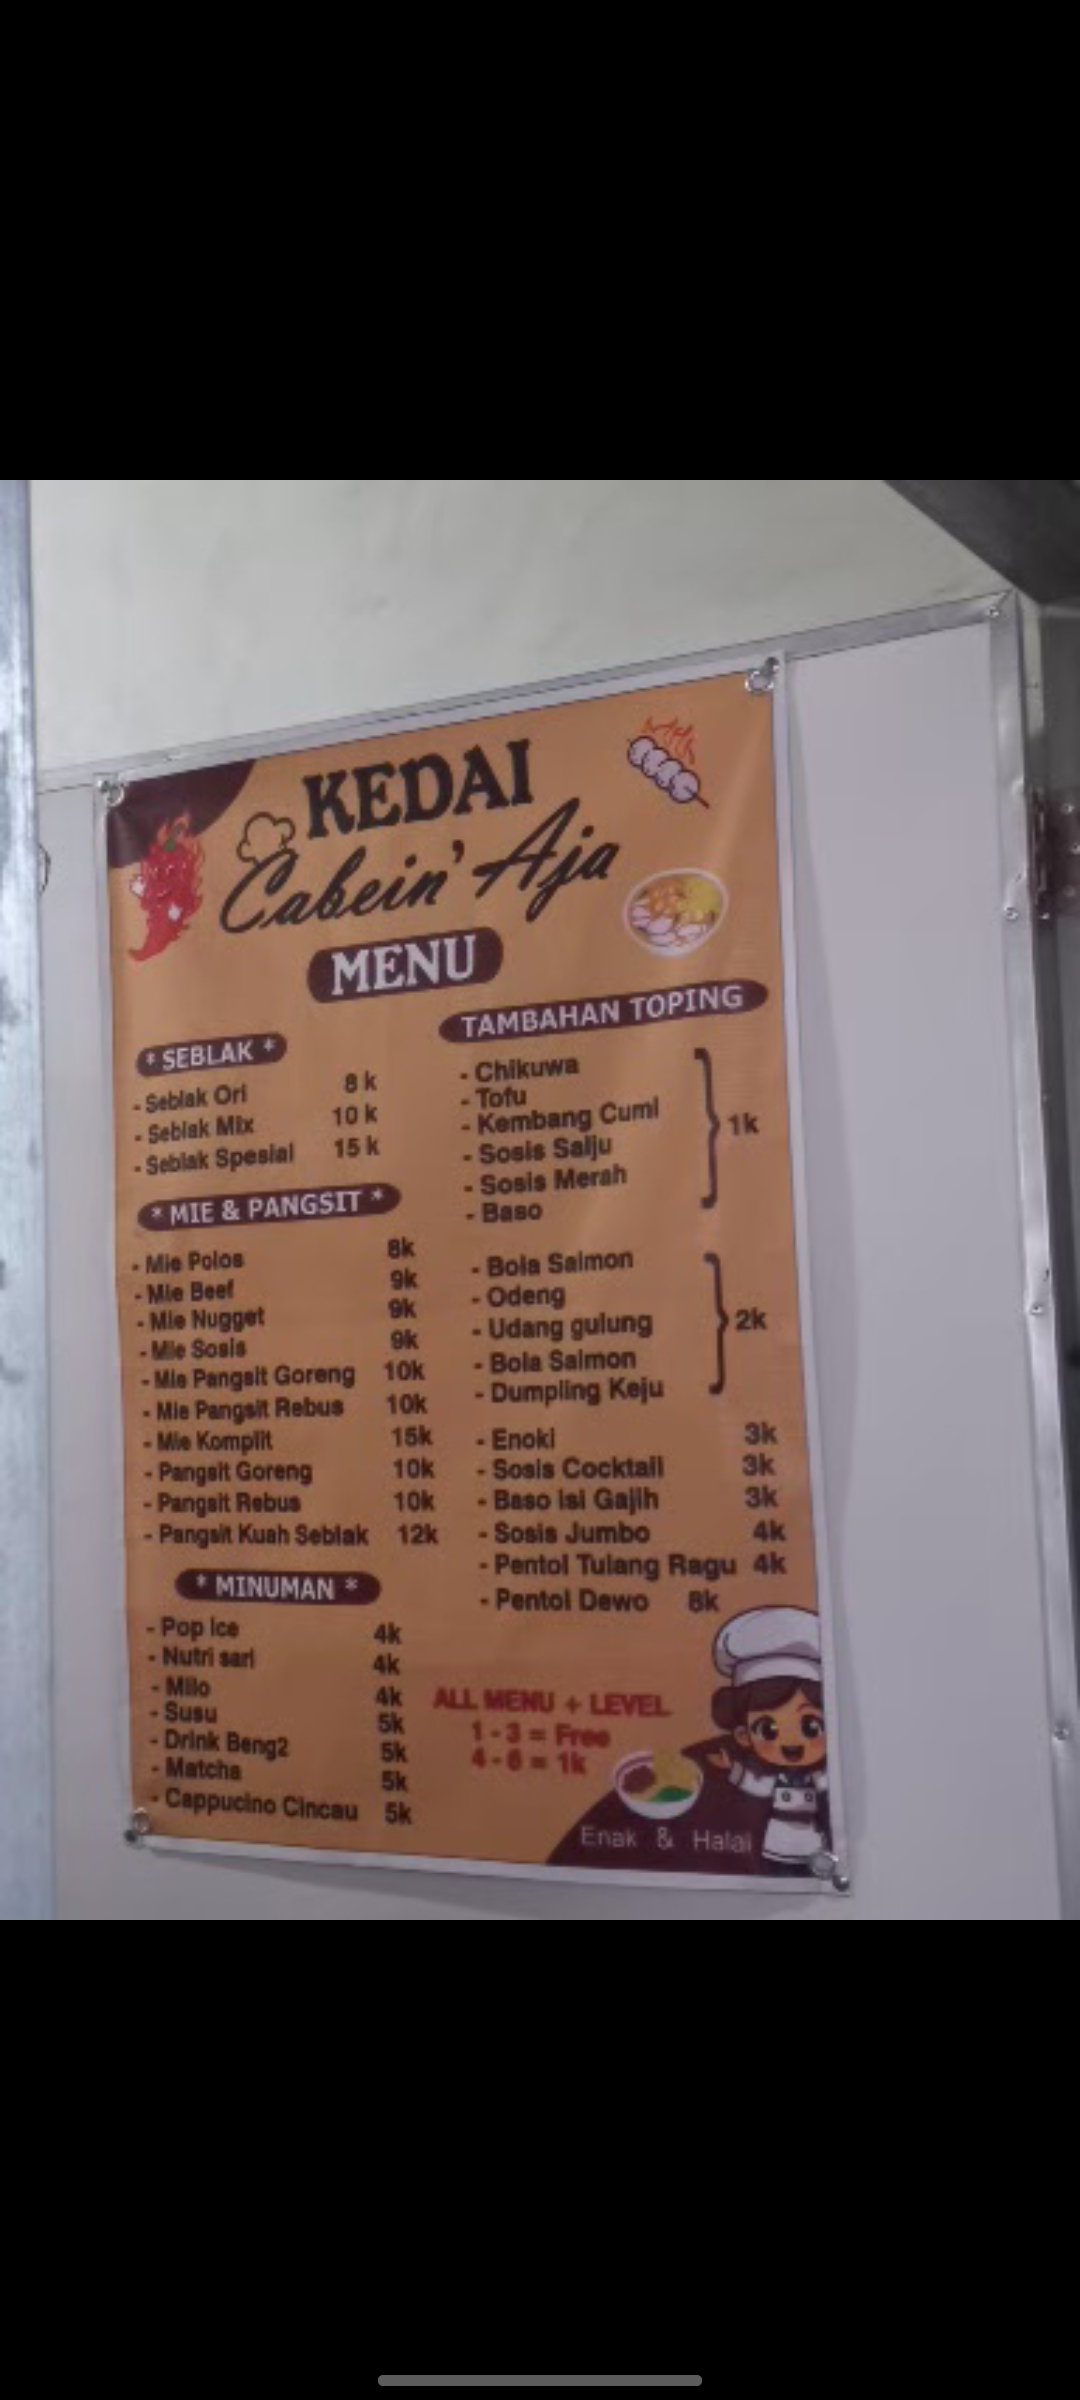 KEDAI
Cabein' Aja
MENU
* SEBLAK *
- Seblak Ori 8 k
- Seblak Mix 10 k
- Seblak Spesial 15 k
* MIE & PANGSIT *
- Mie Polos 8k
- Mie Beef 9k
- Mie Nugget 9k
- Mie Sosis 9k
- Mie Pangsit Goreng 10k
- Mie Pangsit Rebus 10k
- Mie Komplit 15k
- Pangsit Goreng 10k
- Pangsit Rebus 10k
- Pangsit Kuah Seblak 12k
* MINUMAN *
- Pop Ice 4k
- Nutri sari 4k
- Milo 4k
- Susu 5k
- Drink Beng2 5k
- Matcha 5k
- Cappucino Cincau 5k
TAMBAHAN TOPING
- Chikuwa
- Tofu
- Kembang Cumi
- Sosis Salju
- Sosis Merah
- Baso
1k
- Bola Salmon
- Odeng
- Udang gulung
- Bola Salmon
- Dumpling Keju
2k
- Enoki 3k
- Sosis Cocktail 3k
- Baso Isi Gajih 3k
- Sosis Jumbo 4k
- Pentol Tulang Ragu 4k
- Pentol Dewo 8k
ALL MENU + LEVEL
1 - 3 = Free
4 - 6 = 1k
Enak & Halal